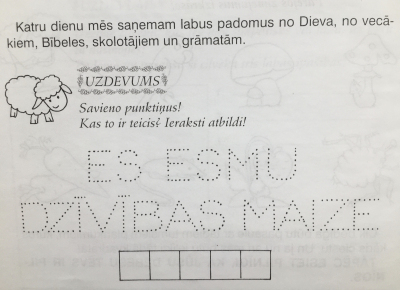 Katru dienu mēs saņemam labus padomus no Dieva, no vecā-
kiem, Bībeles, skolotājiem un grāmatām.
UZDEVUMS
Savieno punktiņus!
Kas to ir teicis? Ieraksti atbildi!
ES ESMU
DZĪVĪBAS MAIZE